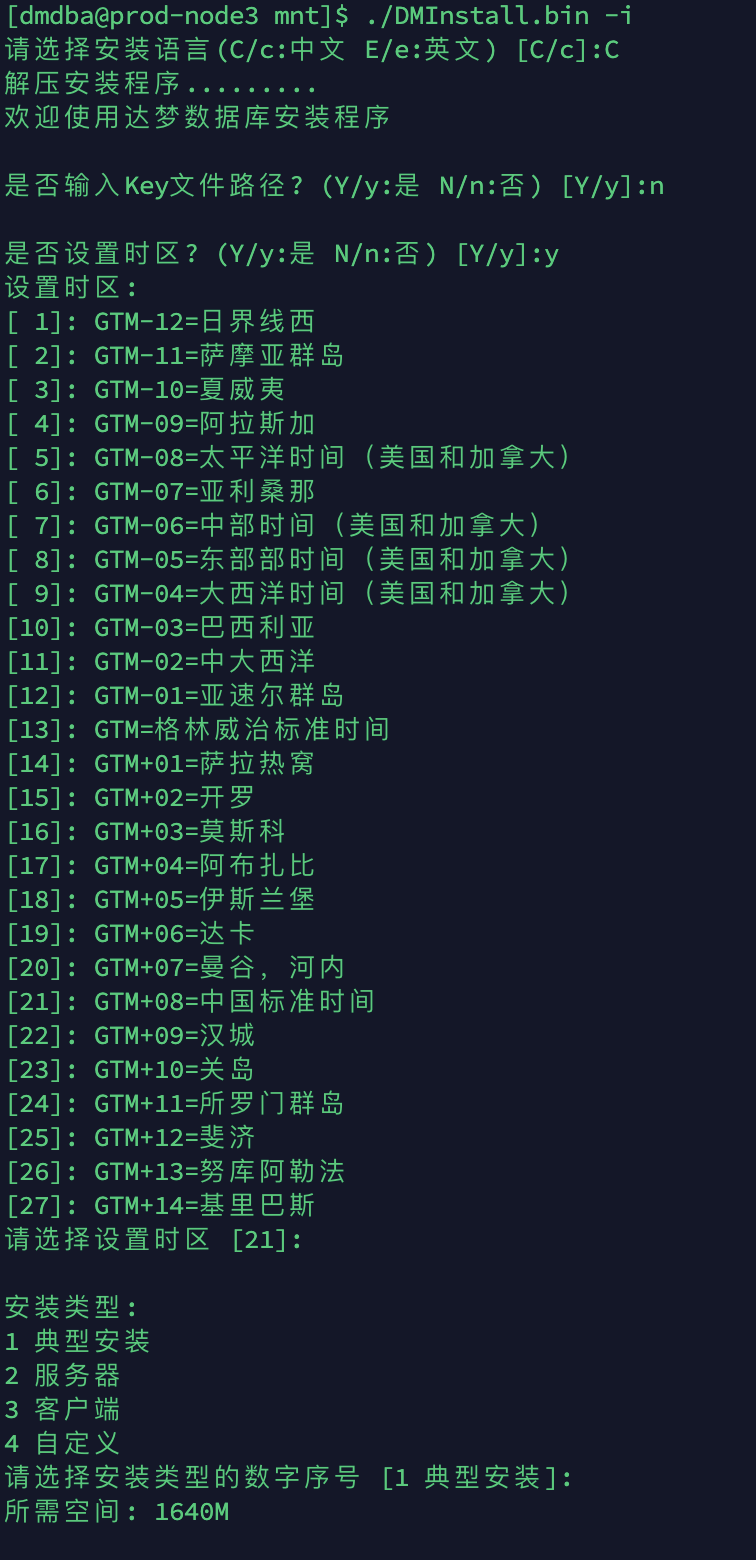 [dmdba@prod-node3 mnt]$ ./DMInstall.bin -i
请选择安装语言(C/c:中文 E/e:英文) [C/c]:C
解压安装程序.........
欢迎使用达梦数据库安装程序
是否输入Key文件路径? (Y/y:是 N/n:否) [Y/y]:n
是否设置时区? (Y/y:是 N/n:否) [Y/y]:y
设置时区:
[ 1]: GTM-12=日界线西
[ 2]: GTM-11=萨摩亚群岛
[ 3]: GTM-10=夏威夷
[ 4]: GTM-09=阿拉斯加
[ 5]: GTM-08=太平洋时间（美国和加拿大）
[ 6]: GTM-07=亚利桑那
[ 7]: GTM-06=中部时间（美国和加拿大）
[ 8]: GTM-05=东部部时间（美国和加拿大）
[ 9]: GTM-04=大西洋时间（美国和加拿大）
[10]: GTM-03=巴西利亚
[11]: GTM-02=中大西洋
[12]: GTM-01=亚速尔群岛
[13]: GTM=格林威治标准时间
[14]: GTM+01=萨拉热窝
[15]: GTM+02=开罗
[16]: GTM+03=莫斯科
[17]: GTM+04=阿布扎比
[18]: GTM+05=伊斯兰堡
[19]: GTM+06=达卡
[20]: GTM+07=曼谷，河内
[21]: GTM+08=中国标准时间
[22]: GTM+09=汉城
[23]: GTM+10=关岛
[24]: GTM+11=所罗门群岛
[25]: GTM+12=斐济
[26]: GTM+13=努库阿勒法
[27]: GTM+14=基里巴斯
请选择设置时区 [21]:
安装类型:
1 典型安装
2 服务器
3 客户端
4 自定义
请选择安装类型的数字序号 [1 典型安装]:
所需空间: 1640M